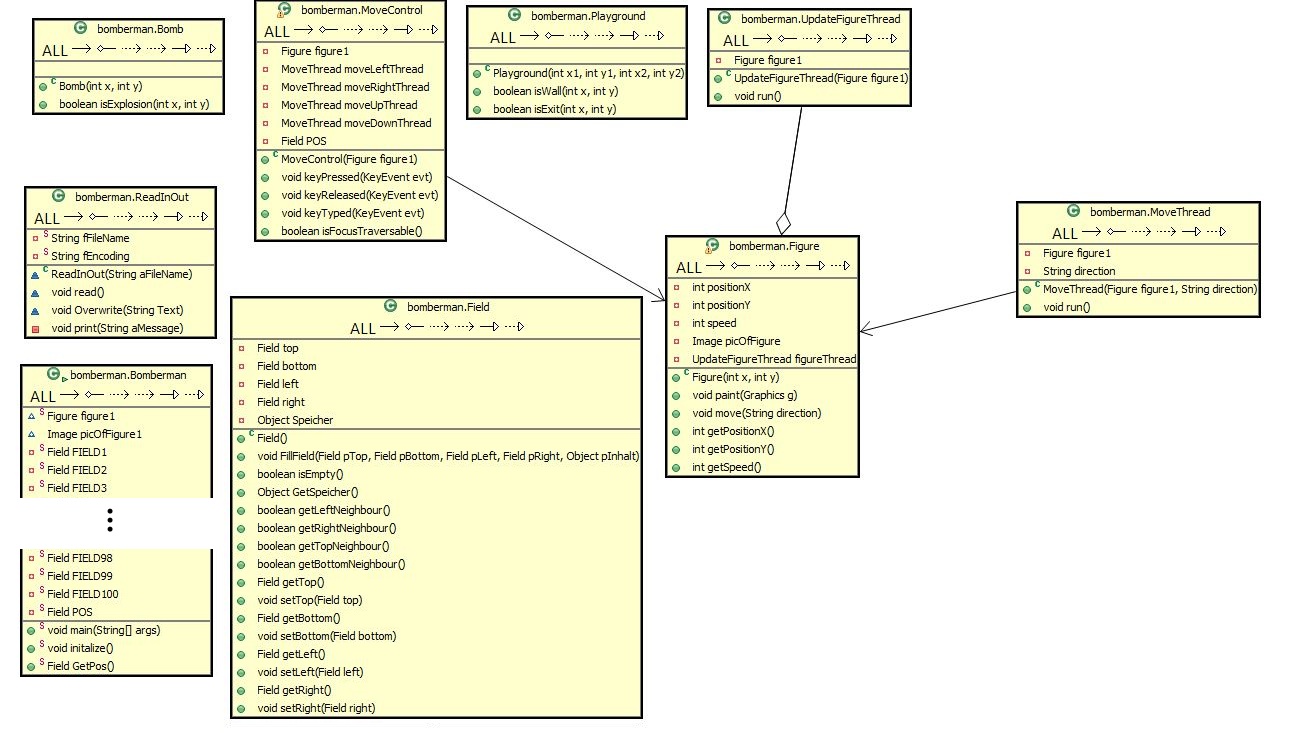 bomberman.Bomb
ALL
Bomb(int x, int y)
boolean isExplosion(int x, int y)
bomberman.MoveControl
ALL
Figure figure1
MoveThread moveLeftThread
MoveThread moveRightThread
MoveThread moveUpThread
MoveThread moveDownThread
Field POS
MoveControl(Figure figure1)
void keyPressed(KeyEvent evt)
void keyReleased(KeyEvent evt)
void keyTyped(KeyEvent evt)
boolean isFocusTraversable()
bomberman.Playground
ALL
Playground(int x1, int y1, int x2, int y2)
boolean isWall(int x, int y)
boolean isExit(int x, int y)
bomberman.UpdateFigureThread
ALL
Figure figure1
UpdateFigureThread(Figure figure1)
void run()
bomberman.ReadInOut
ALL
String fFileName
String fEncoding
ReadInOut(String aFileName)
void read()
void Overwrite(String Text)
void print(String aMessage)
bomberman.Bomberman
ALL
Figure figure1
Image picOfFigure1
Field FIELD1
Field FIELD2
Field FIELD3
Field FIELD98
Field FIELD99
Field FIELD100
Field POS
void main(String[] args)
void initalize()
Field GetPos()
bomberman.Field
ALL
Field top
Field bottom
Field left
Field right
Object Speicher
Field()
void FillField(Field pTop, Field pBottom, Field pLeft, Field pRight, Object pInhalt)
boolean isEmpty()
Object GetSpeicher()
boolean getLeftNeighbour()
boolean getRightNeighbour()
boolean getTopNeighbour()
boolean getBottomNeighbour()
Field getTop()
void setTop(Field top)
Field getBottom()
void setBottom(Field bottom)
Field getLeft()
void setLeft(Field left)
Field getRight()
void setRight(Field right)
bomberman.Figure
ALL
int positionX
int positionY
int speed
Image picOfFigure
UpdateFigureThread figureThread
Figure(int x, int y)
void paint(Graphics g)
void move(String direction)
int getPositionX()
int getPositionY()
int getSpeed()
bomberman.MoveThread
ALL
Figure figure1
String direction
MoveThread(Figure figure1, String direction)
void run()